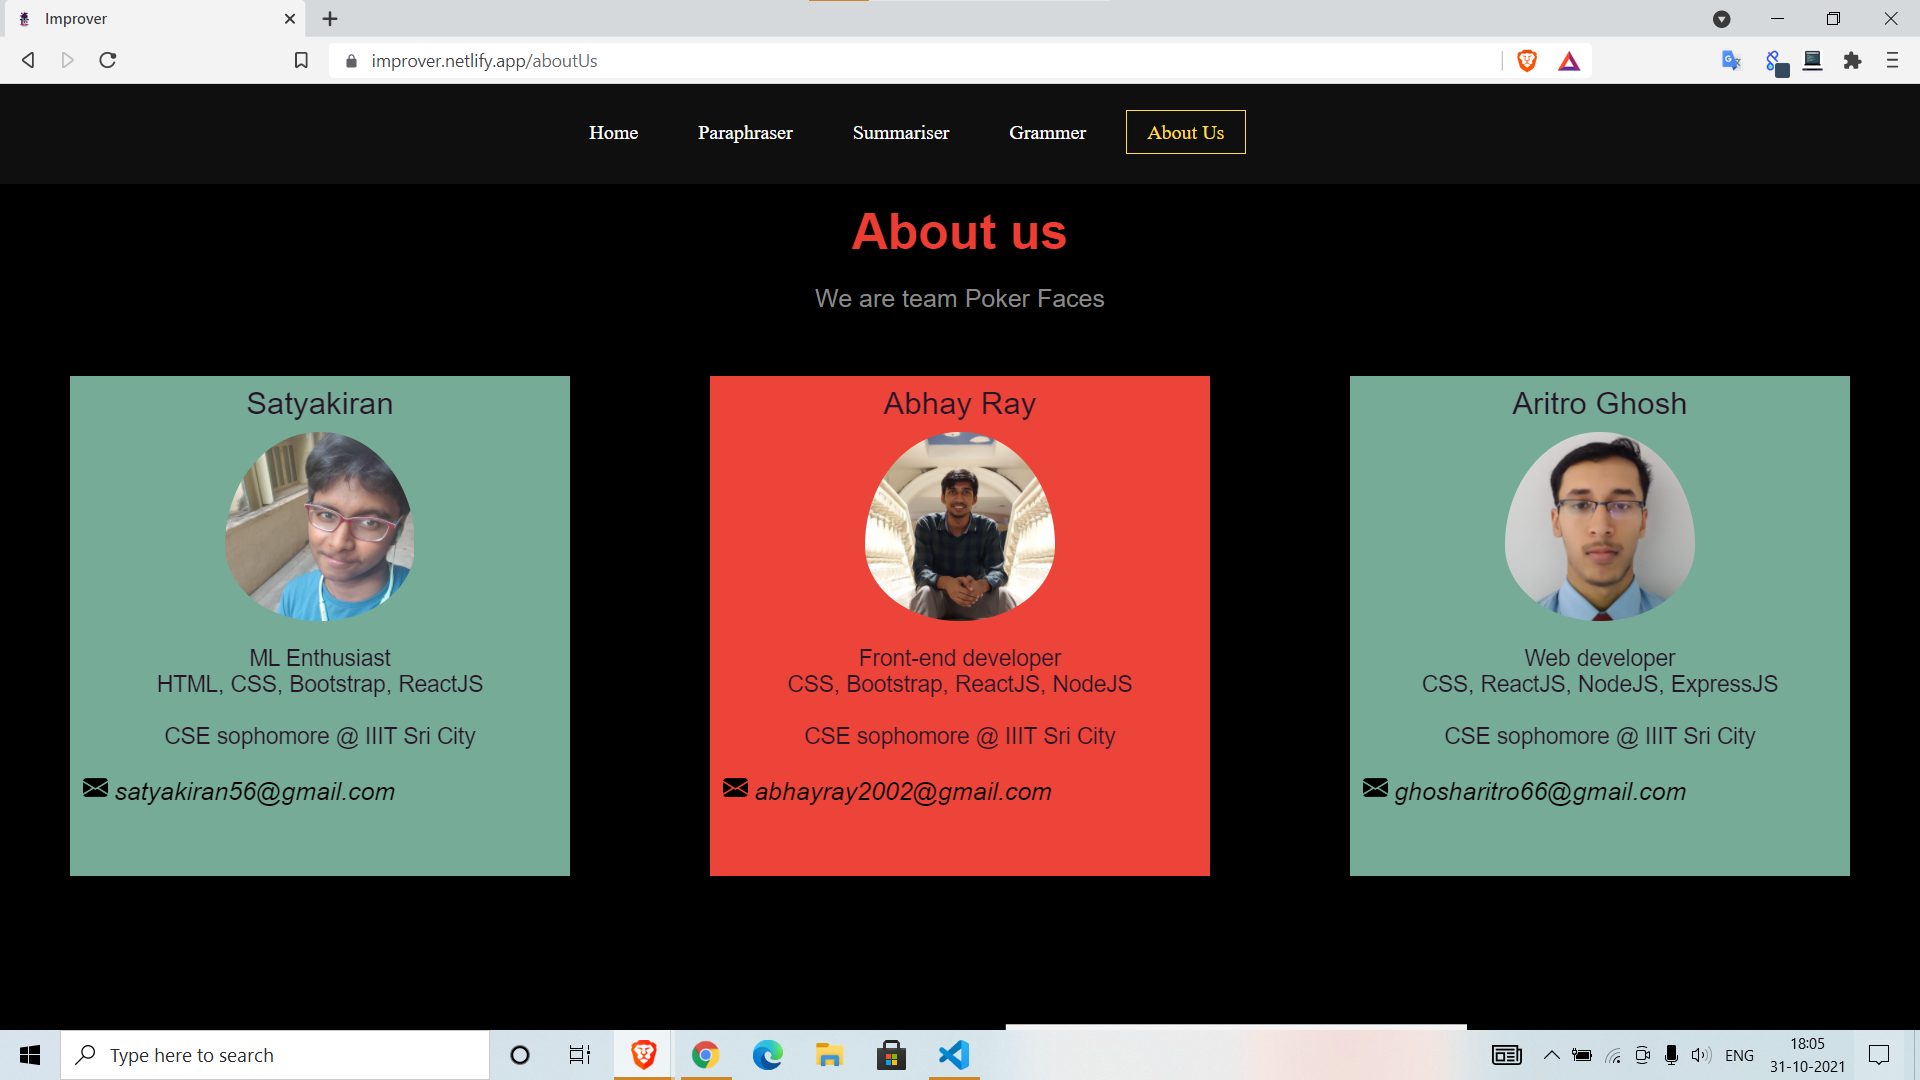 Improver
improver.netlify.app/aboutUs
Home Paraphraser Summariser Grammer About Us
About us
We are team Poker Faces
Satyakiran
ML Enthusiast
HTML, CSS, Bootstrap, ReactJS
CSE sophomore @ IIIT Sri City
satyakiran56@gmail.com
Abhay Ray
Front-end developer
CSS, Bootstrap, ReactJS, NodeJS
CSE sophomore @ IIIT Sri City
abhayray2002@gmail.com
Aritro Ghosh
Web developer
CSS, ReactJS, NodeJS, ExpressJS
CSE sophomore @ IIIT Sri City
ghosharitro66@gmail.com
Type here to search
ENG
18:05
31-10-2021